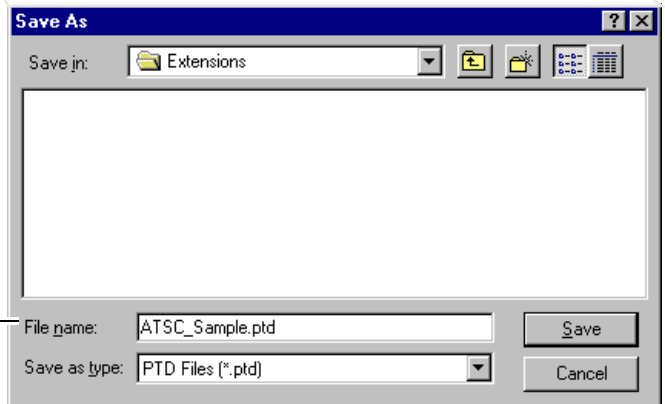 Save As
Save in: Extensions
File name: ATSC_Sample.ptd Save
Save as type: PTD Files (*.ptd) Cancel